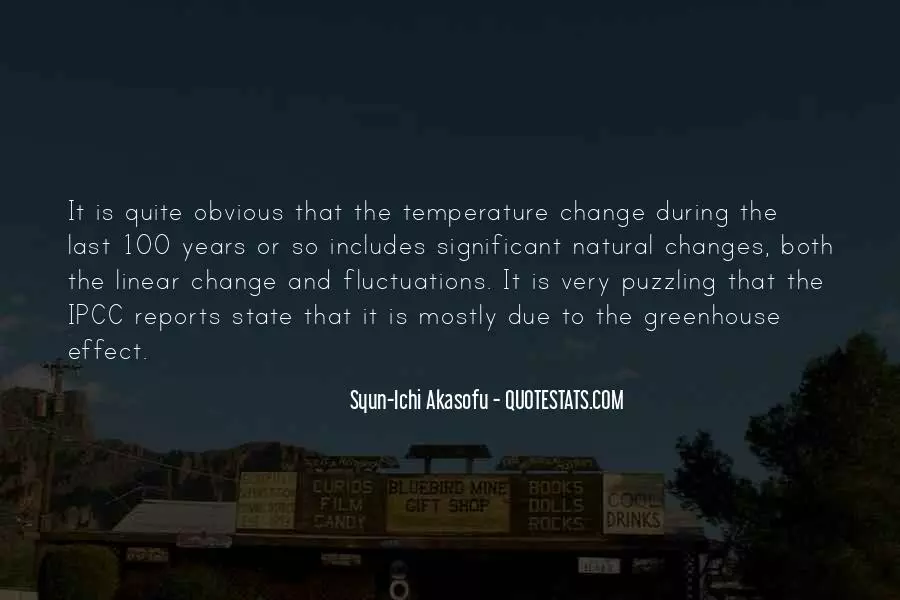 It is quite obvious that the temperature change during the
last 100 years or so includes significant natural changes, both
the linear change and fluctuations. It is very puzzling that the
IPCC reports state that it is mostly due to the greenhouse
effect.
Syun-Ichi Akasofu - QUOTESTATS.COM
CURIOS
FILM
CANDY
BLUEBIRD MINE
GIFT SHOP
BOOKS
DOLLS
ROCKS
COOL
DRINKS